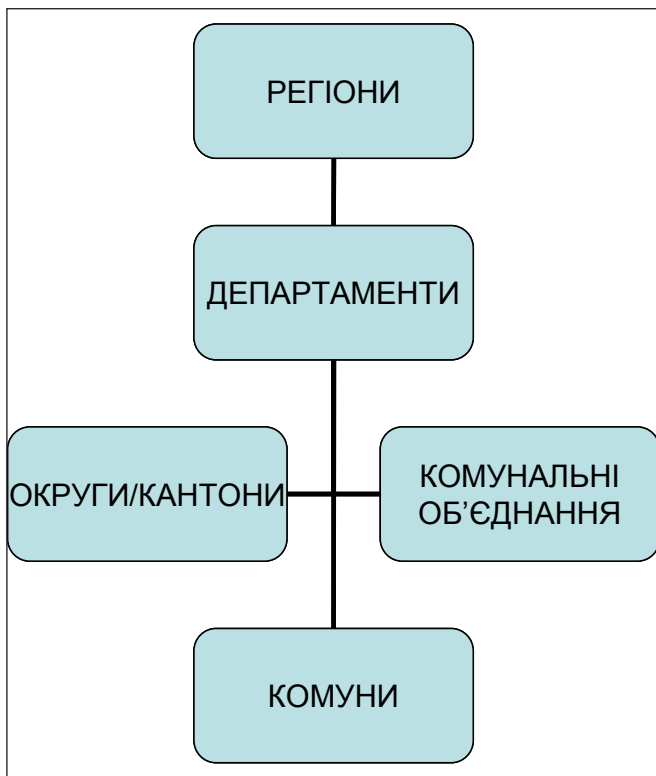 РЕГІОНИ
ДЕПАРТАМЕНТИ
ОКРУГИ/КАНТОНИ
КОМУНАЛЬНІ
ОБ’ЄДНАННЯ
КОМУНИ